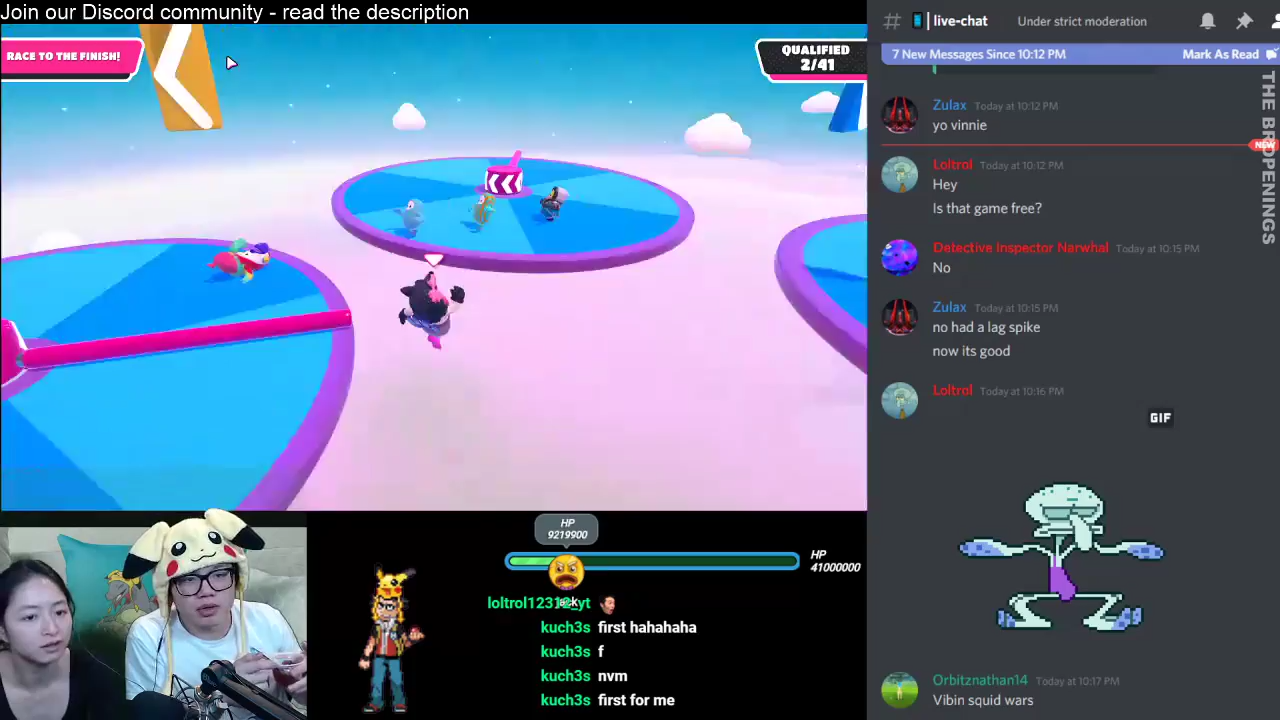 Join our Discord community - read the description
RACE TO THE FINISH!
QUALIFIED
2/41
# live-chat Under strict moderation
7 New Messages Since 10:12 PM Mark As Read
Zulax Today at 10:12 PM
yo vinnie
NEW
Loltrol Today at 10:12 PM
Hey
Is that game free?
Detective Inspector Narwhal Today at 10:15 PM
No
Zulax Today at 10:15 PM
no had a lag spike
now its good
Loltrol Today at 10:16 PM
GIF
Orbitznathan14 Today at 10:17 PM
Vibin squid wars
THE BROPENINGS
HP
9219900
HP
41000000
kuch3s first hahahaha
kuch3s f
kuch3s nvm
kuch3s first for me